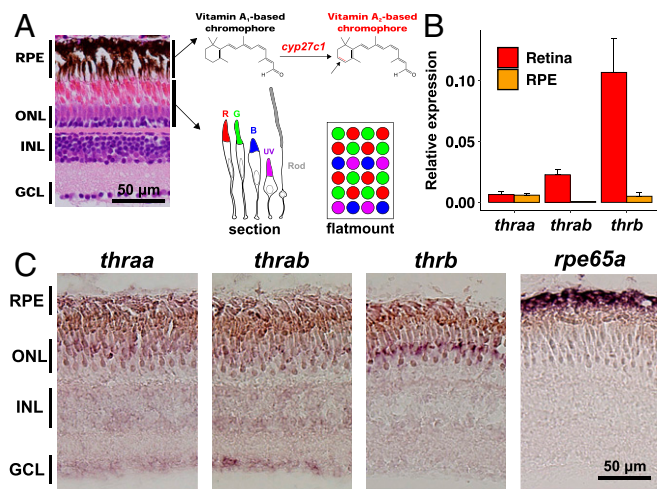 A
RPE
ONL
INL
GCL
50 µm
Vitamin A₁-based
chromophore
cyp27c1
Vitamin A₂-based
chromophore
O
O
R
G
B
UV
Rod
section
flatmount
B
Relative expression
0.10
0.05
0.00
Retina
RPE
thraa
thrab
thrb
C
thraa
thrab
thrb
rpe65a
RPE
ONL
INL
GCL
50 µm